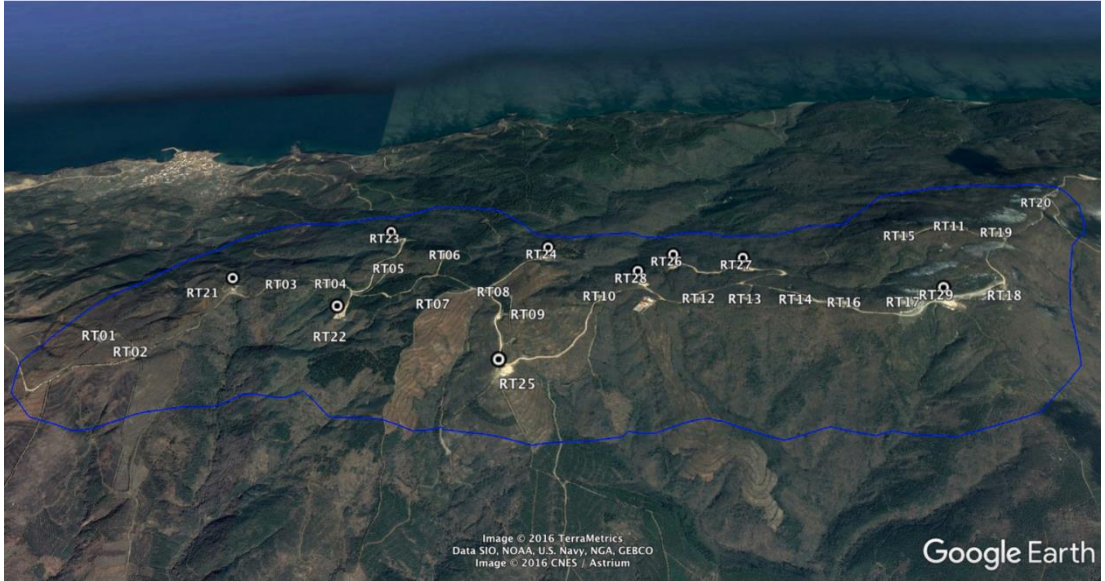 RT20
RT11
RT15
RT19
RT23
RT06
RT24
RT26
RT27
RT05
RT28
RT21
RT03
RT04
RT08
RT10
RT12
RT13
RT14
RT16
RT17
RT29
RT18
RT07
RT09
RT22
RT01
RT02
RT25
Image © 2016 TerraMetrics
Data SIO, NOAA, U.S. Navy, NGA, GEBCO
Image © 2016 CNES / Astrium
Google Earth